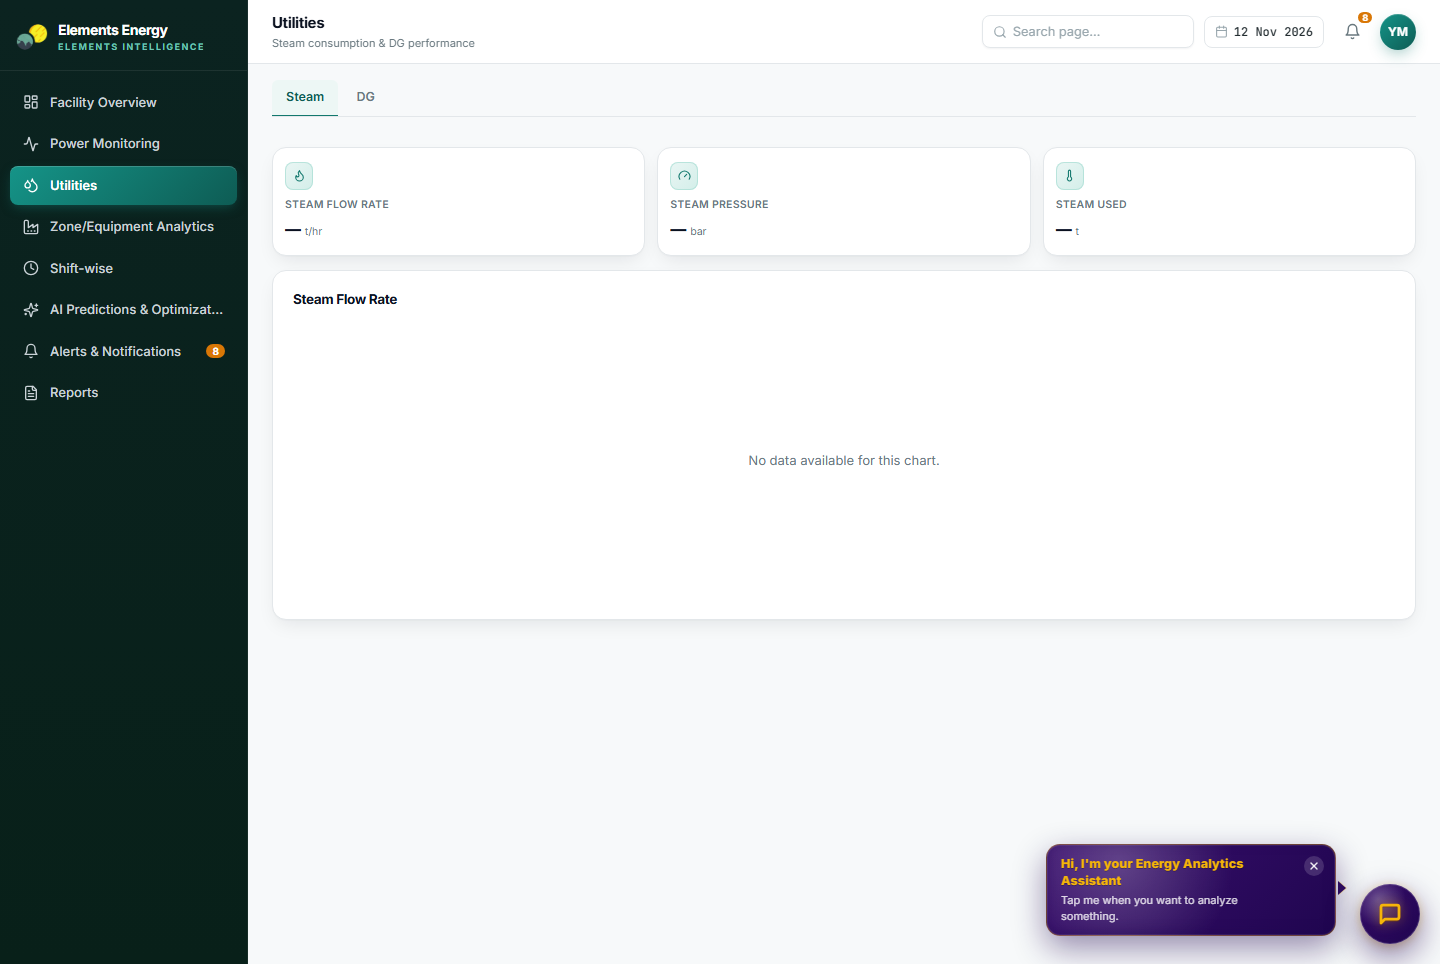 Elements Energy
ELEMENTS INTELLIGENCE
Facility Overview
Power Monitoring
Utilities
Zone/Equipment Analytics
Shift-wise
AI Predictions & Optimizat...
Alerts & Notifications
8
Reports
Utilities
Steam consumption & DG performance
Search page...
12 Nov 2026
8
YM
Steam
DG
STEAM FLOW RATE
— t/hr
STEAM PRESSURE
— bar
STEAM USED
— t
Steam Flow Rate
No data available for this chart.
Hi, I'm your Energy Analytics
Assistant
Tap me when you want to analyze
something.